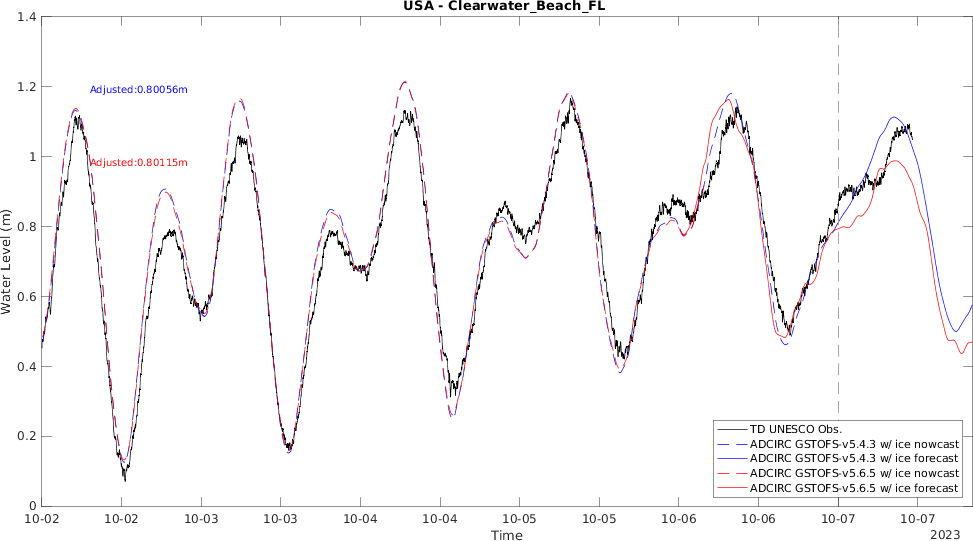 USA - Clearwater_Beach_FL
1.4
1.2
1
0.8
0.6
0.4
0.2
0
Water Level (m)
Adjusted:0.80056m
Adjusted:0.80115m
TD UNESCO Obs.
ADCIRC GSTOFS-v5.4.3 w/ ice nowcast
ADCIRC GSTOFS-v5.4.3 w/ ice forecast
ADCIRC GSTOFS-v5.6.5 w/ ice nowcast
ADCIRC GSTOFS-v5.6.5 w/ ice forecast
10-02 10-02 10-03 10-03 10-04 10-04 10-05 10-05 10-06 10-06 10-07 10-07
Time
2023